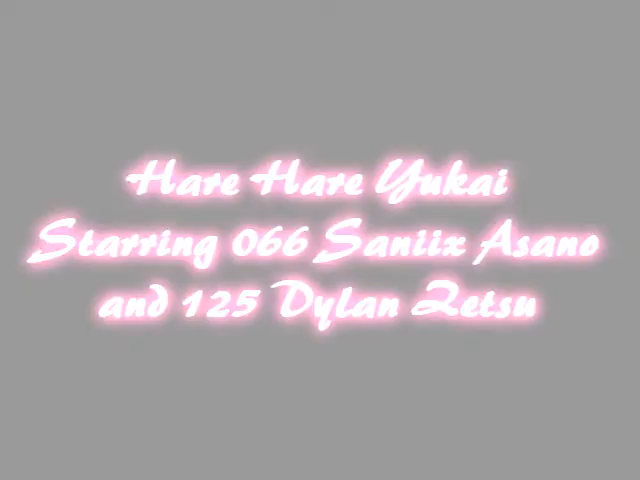 Hare Hare Yukai
Starring 066 Saniix Asano
and 125 Dylan Zetsu